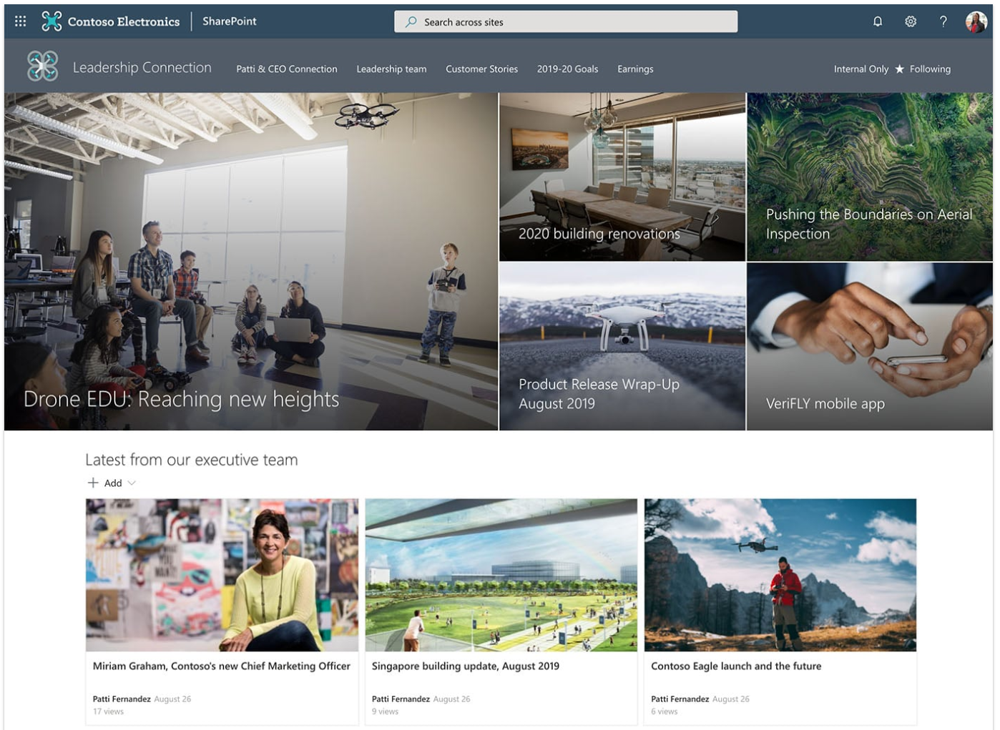 Contoso Electronics
SharePoint
Search across sites
Leadership Connection
Patti & CEO Connection
Leadership team
Customer Stories
2019-20 Goals
Earnings
Internal Only
Following
Drone EDU: Reaching new heights
2020 building renovations
Pushing the Boundaries on Aerial
Inspection
Product Release Wrap-Up
August 2019
VeriFLY mobile app
Latest from our executive team
Add
Miriam Graham, Contoso's new Chief Marketing Officer
Patti Fernandez August 26
17 views
Singapore building update, August 2019
Patti Fernandez August 26
9 views
Contoso Eagle launch and the future
Patti Fernandez August 26
6 views